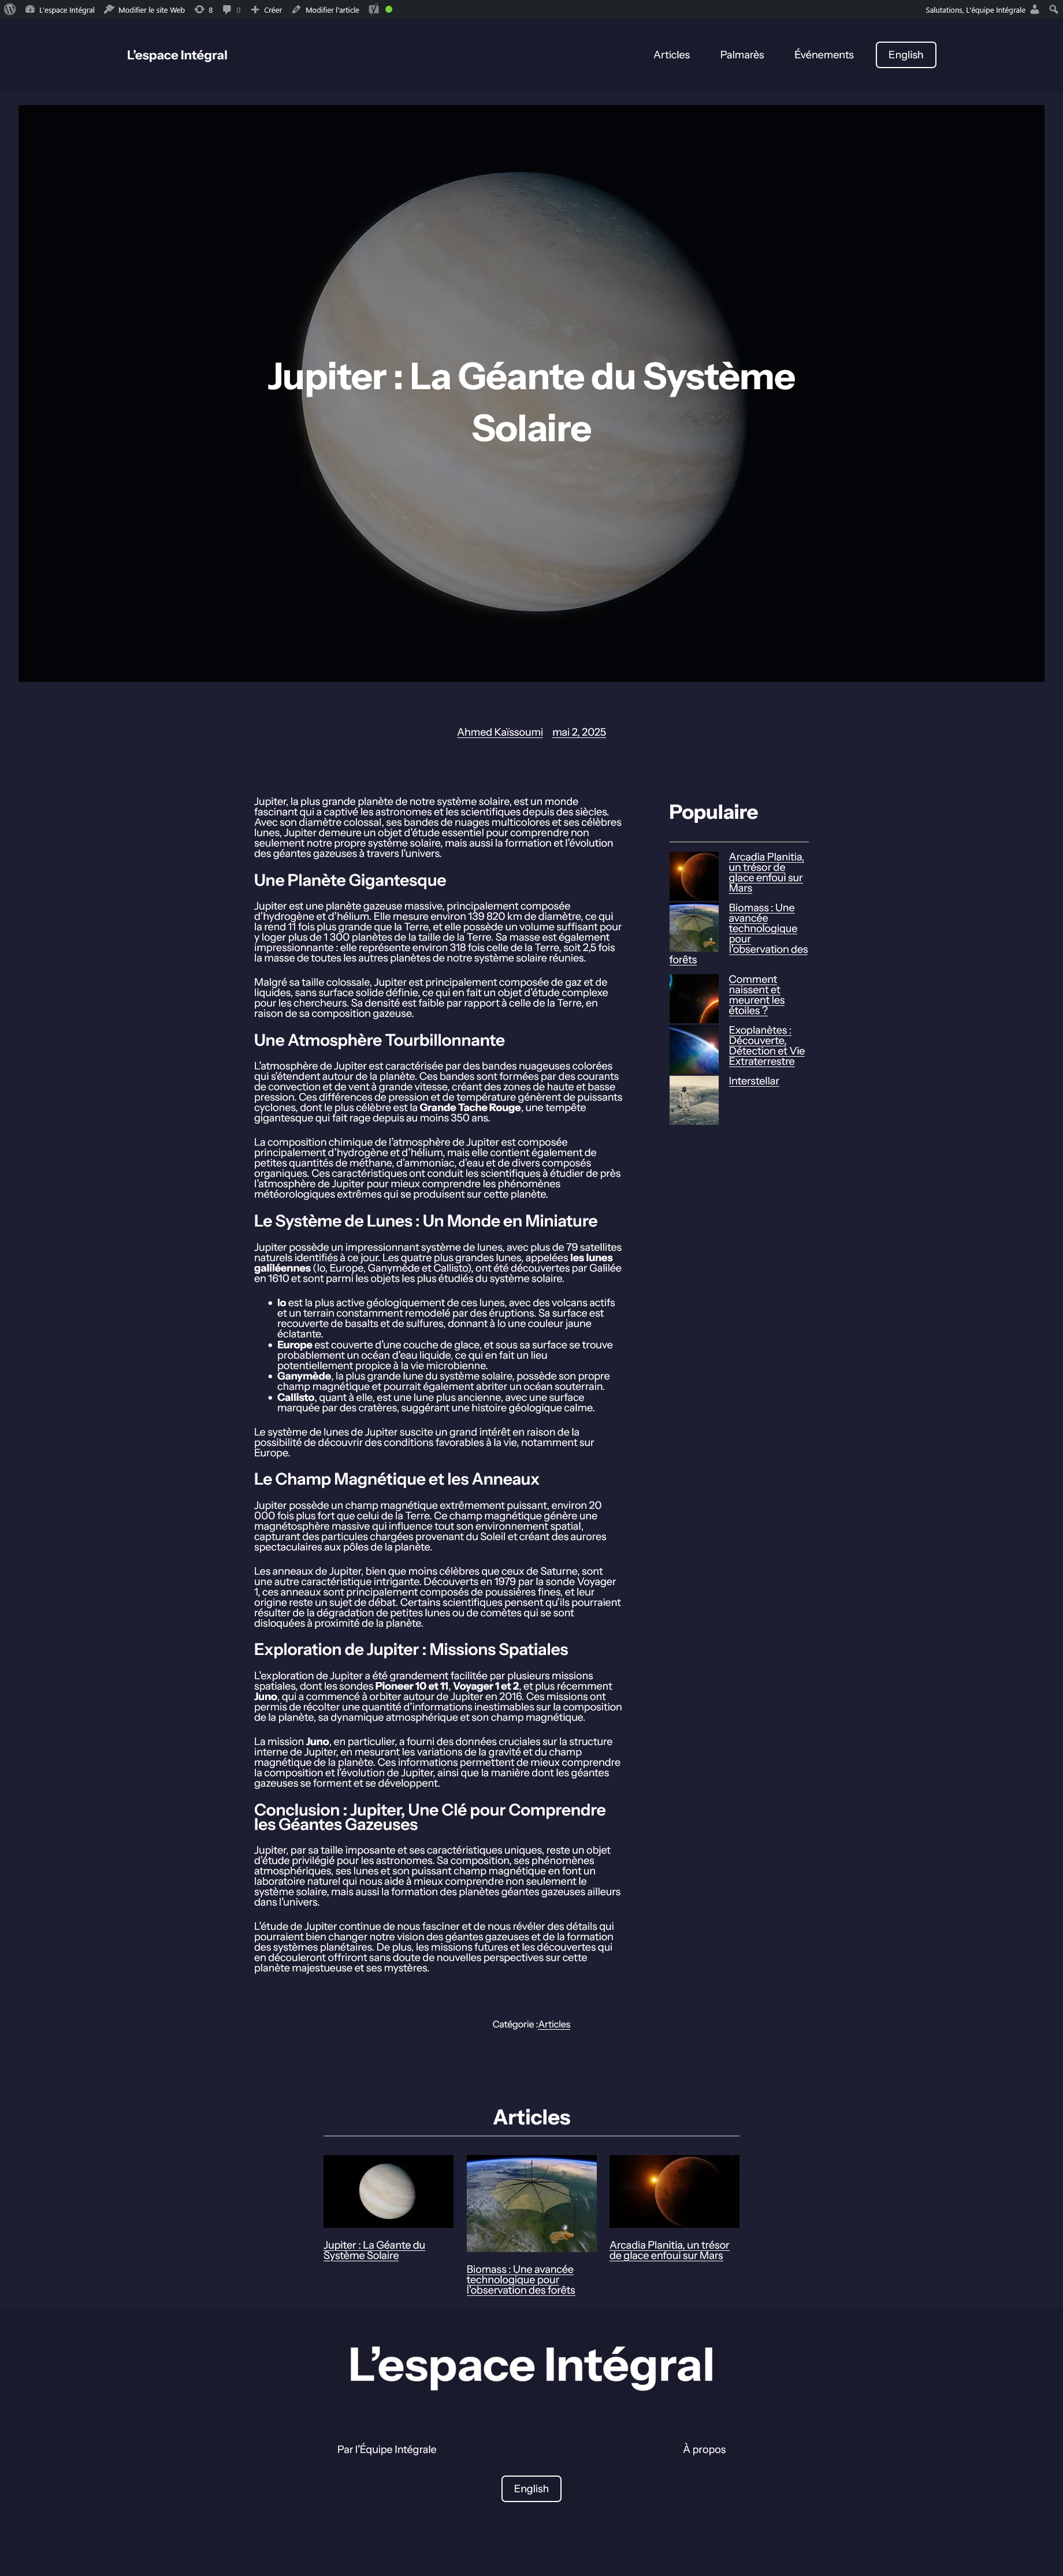 L'espace Intégral
Modifier le site Web
8
0
Créer
Modifier l'article
Salutations, L'équipe Intégrale
L'espace Intégral
Articles
Palmarès
Événements
English
Jupiter : La Géante du Système
Solaire
Ahmed Kaïssoumi
mai 2, 2025
Jupiter, la plus grande planète de notre système solaire, est un monde
fascinant qui a captivé les astronomes et les scientifiques depuis des siècles.
Avec son diamètre colossal, ses bandes de nuages multicolores et ses célèbres
lunes, Jupiter demeure un objet d'étude essentiel pour comprendre non
seulement notre propre système solaire, mais aussi la formation et l'évolution
des géantes gazeuses à travers l'univers.
Une Planète Gigantesque
Jupiter est une planète gazeuse massive, principalement composée
d'hydrogène et d'hélium. Elle mesure environ 139 820 km de diamètre, ce qui
la rend 11 fois plus grande que la Terre, et elle possède un volume suffisant pour
y loger plus de 1 300 planètes de la taille de la Terre. Sa masse est également
impressionnante : elle représente environ 318 fois celle de la Terre, soit 2,5 fois
la masse de toutes les autres planètes de notre système solaire réunies.
Malgré sa taille colossale, Jupiter est principalement composée de gaz et de
liquides, sans surface solide définie, ce qui en fait un objet d'étude complexe
pour les chercheurs. Sa densité est faible par rapport à celle de la Terre, en
raison de sa composition gazeuse.
Une Atmosphère Tourbillonnante
L'atmosphère de Jupiter est caractérisée par des bandes nuageuses colorées
qui s'étendent autour de la planète. Ces bandes sont formées par des courants
de convection et de vent à grande vitesse, créant des zones de haute et basse
pression. Ces différences de pression et de température génèrent de puissants
cyclones, dont le plus célèbre est la Grande Tache Rouge, une tempête
gigantesque qui fait rage depuis au moins 350 ans.
La composition chimique de l'atmosphère de Jupiter est composée
principalement d'hydrogène et d'hélium, mais elle contient également de
petites quantités de méthane, d'ammoniac, d'eau et de divers composés
organiques. Ces caractéristiques ont conduit les scientifiques à étudier de près
l'atmosphère de Jupiter pour mieux comprendre les phénomènes
météorologiques extrêmes qui se produisent sur cette planète.
Le Système de Lunes : Un Monde en Miniature
Jupiter possède un impressionnant système de lunes, avec plus de 79 satellites
naturels identifiés à ce jour. Les quatre plus grandes lunes, appelées les lunes
galiléennes (Io, Europe, Ganymède et Callisto), ont été découvertes par Galilée
en 1610 et sont parmi les objets les plus étudiés du système solaire.
• Io est la plus active géologiquement de ces lunes, avec des volcans actifs
et un terrain constamment remodelé par des éruptions. Sa surface est
recouverte de basalts et de sulfures, donnant à Io une couleur jaune
éclatante.
• Europe est couverte d'une couche de glace, et sous sa surface se trouve
probablement un océan d'eau liquide, ce qui en fait un lieu
potentiellement propice à la vie microbienne.
• Ganymède, la plus grande lune du système solaire, possède son propre
champ magnétique et pourrait également abriter un océan souterrain.
• Callisto, quant à elle, est une lune plus ancienne, avec une surface
marquée par des cratères, suggérant une histoire géologique calme.
Le système de lunes de Jupiter suscite un grand intérêt en raison de la
possibilité de découvrir des conditions favorables à la vie, notamment sur
Europe.
Le Champ Magnétique et les Anneaux
Jupiter possède un champ magnétique extrêmement puissant, environ 20
000 fois plus fort que celui de la Terre. Ce champ magnétique génère une
magnétosphère massive qui influence tout son environnement spatial,
capturant des particules chargées provenant du Soleil et créant des aurores
spectaculaires aux pôles de la planète.
Les anneaux de Jupiter, bien que moins célèbres que ceux de Saturne, sont
une autre caractéristique intrigante. Découverts en 1979 par la sonde Voyager
1, ces anneaux sont principalement composés de poussières fines, et leur
origine reste un sujet de débat. Certains scientifiques pensent qu'ils pourraient
résulter de la dégradation de petites lunes ou de comètes qui se sont
disloquées à proximité de la planète.
Exploration de Jupiter : Missions Spatiales
L'exploration de Jupiter a été grandement facilitée par plusieurs missions
spatiales, dont les sondes Pioneer 10 et 11, Voyager 1 et 2, et plus récemment
Juno, qui a commencé à orbiter autour de Jupiter en 2016. Ces missions ont
permis de récolter une quantité d'informations inestimables sur la composition
de la planète, sa dynamique atmosphérique et son champ magnétique.
La mission Juno, en particulier, a fourni des données cruciales sur la structure
interne de Jupiter, en mesurant les variations de la gravité et du champ
magnétique de la planète. Ces informations permettent de mieux comprendre
la composition et l'évolution de Jupiter, ainsi que la manière dont les géantes
gazeuses se forment et se développent.
Conclusion : Jupiter, Une Clé pour Comprendre
les Géantes Gazeuses
Jupiter, par sa taille imposante et ses caractéristiques uniques, reste un objet
d'étude privilégié pour les astronomes. Sa composition, ses phénomènes
atmosphériques, ses lunes et son puissant champ magnétique en font un
laboratoire naturel qui nous aide à mieux comprendre non seulement le
système solaire, mais aussi la formation des planètes géantes gazeuses ailleurs
dans l'univers.
L'étude de Jupiter continue de nous fasciner et de nous révéler des détails qui
pourraient bien changer notre vision des géantes gazeuses et de la formation
des systèmes planétaires. De plus, les missions futures et les découvertes qui
en découleront offriront sans doute de nouvelles perspectives sur cette
planète majestueuse et ses mystères.
Populaire
Arcadia Planitia,
un trésor de
glace enfoui sur
Mars
Biomass : Une
avancée
technologique
pour
l'observation des
forêts
Comment
naissent et
meurent les
étoiles ?
Exoplanètes :
Découverte,
Détection et Vie
Extraterrestre
Interstellar
Catégorie :Articles
Articles
Jupiter : La Géante du
Système Solaire
Biomass : Une avancée
technologique pour
l'observation des forêts
Arcadia Planitia, un trésor
de glace enfoui sur Mars
L'espace Intégral
Par l'Équipe Intégrale
À propos
English